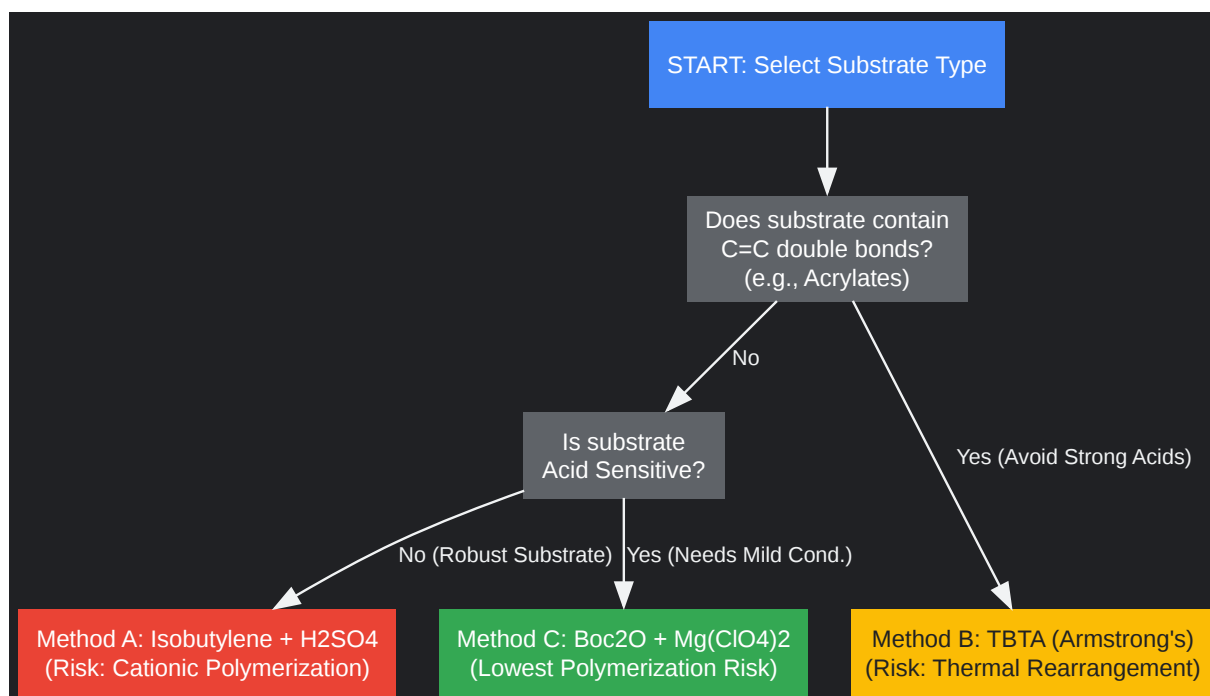 START: Select Substrate Type
Does substrate contain
C=C double bonds?
(e.g., Acrylates)
No
Is substrate
Acid Sensitive?
Yes (Avoid Strong Acids)
No (Robust Substrate)
Yes (Needs Mild Cond.)
Method A: Isobutylene + H2SO4
(Risk: Cationic Polymerization)
Method C: Boc2O + Mg(ClO4)2
(Lowest Polymerization Risk)
Method B: TBTA (Armstrong's)
(Risk: Thermal Rearrangement)